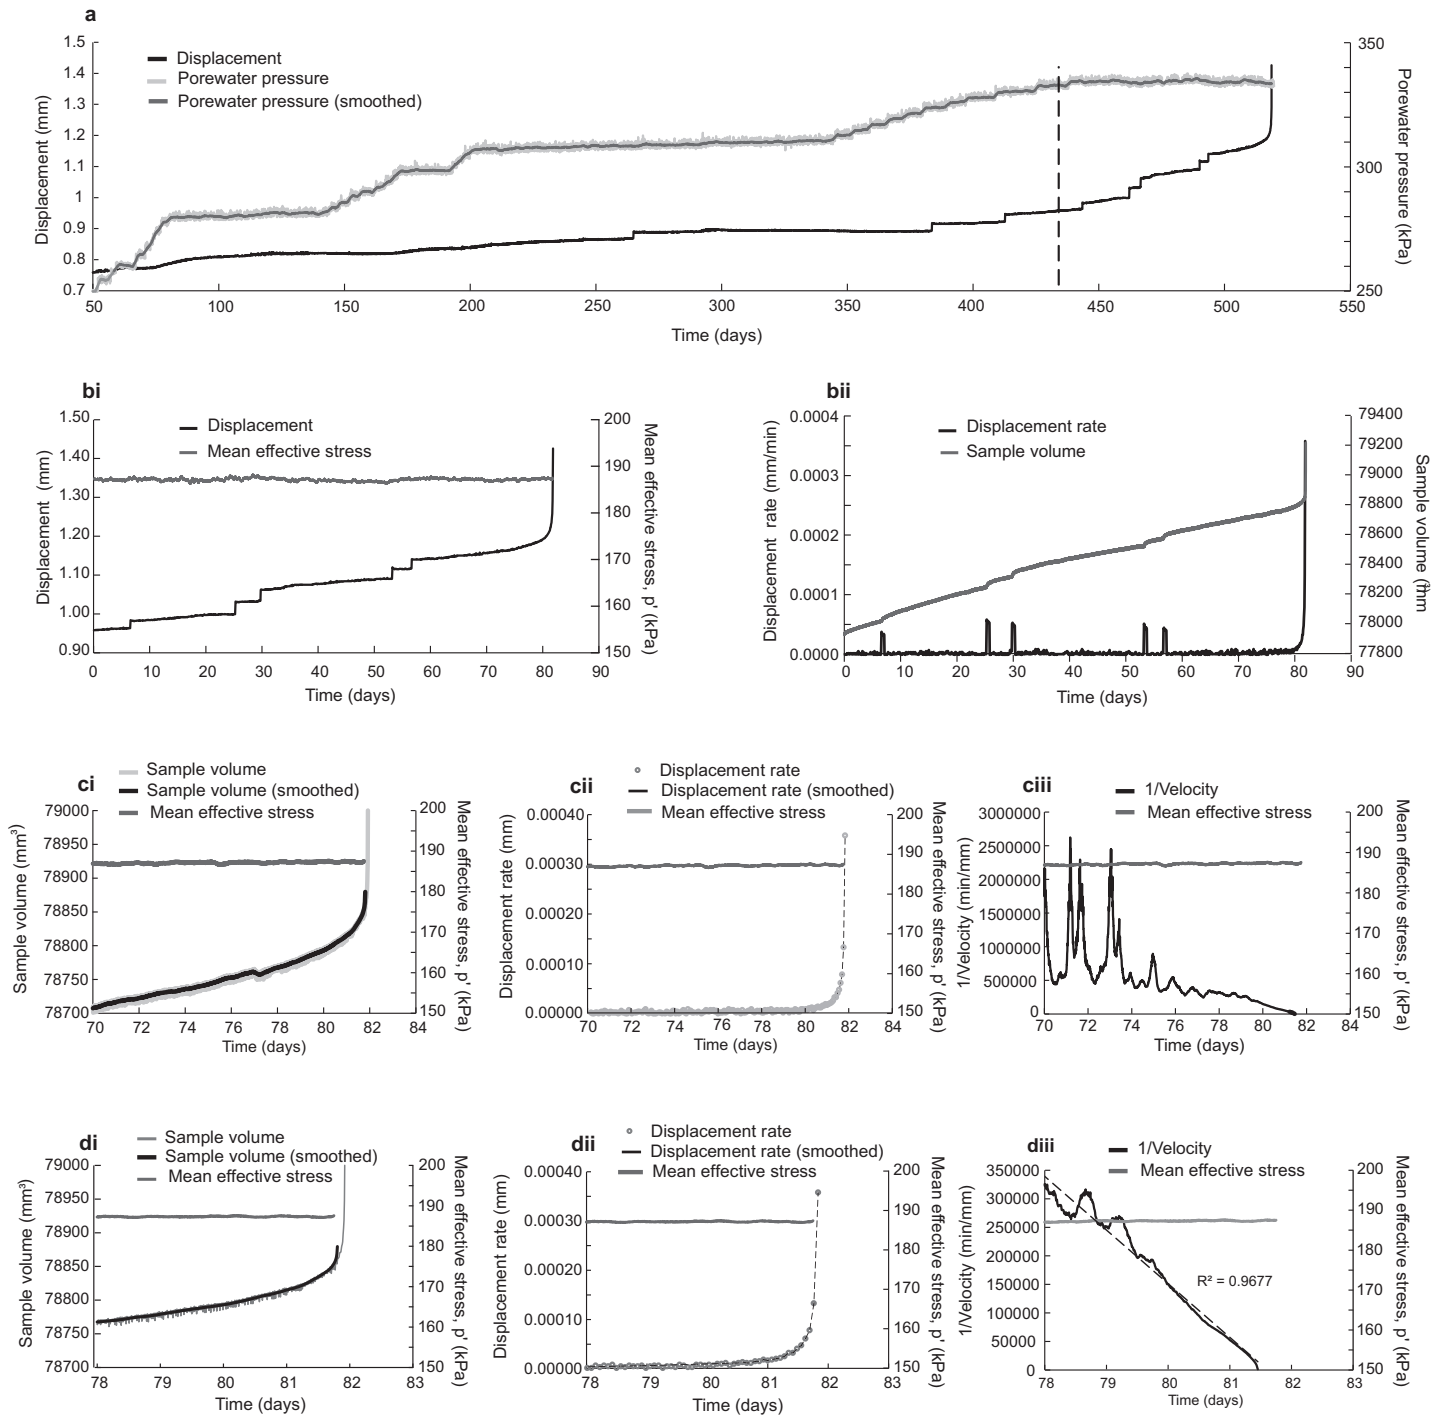 a
Displacement
Porewater pressure
Porewater pressure (smoothed)
Displacement (mm)
1.5
1.4
1.3
1.2
1.1
1
0.9
0.8
0.7
350
300
250
Porewater pressure (kPa)
50 100 150 200 250 300 350 400 450 500 550
Time (days)
bi
Displacement
Mean effective stress
Displacement (mm)
1.50
1.40
1.30
1.20
1.10
1.00
0.90
200
190
180
170
160
150
Mean effective stress, p' (kPa)
0 10 20 30 40 50 60 70 80 90
Time (days)
bii
Displacement rate
Sample volume
Displacement rate (mm/min)
0.0004
0.0003
0.0002
0.0001
0.0000
79400
79200
79000
78800
78600
78400
78200
78000
77800
Sample volume
0 10 20 30 40 50 60 70 80 90
Time (days)
ci
Sample volume
Sample volume (smoothed)
Mean effective stress
Sample volume (mm³)
79000
78950
78900
78850
78800
78750
78700
200
190
180
170
160
150
Mean effective stress, p' (kPa)
70 72 74 76 78 80 82 84
Time (days)
cii
Displacement rate
Displacement rate (smoothed)
Mean effective stress
Displacement rate (mm)
0.00040
0.00030
0.00020
0.00010
0.00000
200
190
180
170
160
150
Mean effective stress, p' (kPa)
70 72 74 76 78 80 82 84
Time (days)
ciii
1/Velocity
Mean effective stress
1/Velocity (min/mm)
3000000
2500000
2000000
1500000
1000000
500000
0
200
190
180
170
160
150
Mean effective stress, p' (kPa)
70 72 74 76 78 80 82 84
Time (days)
di
Sample volume
Sample volume (smoothed)
Mean effective stress
Sample volume (mm³)
79000
78950
78900
78850
78800
78750
78700
200
190
180
170
160
150
Mean effective stress, p' (kPa)
78 79 80 81 82 83
Time (days)
dii
Displacement rate
Displacement rate (smoothed)
Mean effective stress
Displacement rate (mm)
0.00040
0.00030
0.00020
0.00010
0.00000
200
190
180
170
160
150
Mean effective stress, p' (kPa)
78 79 80 81 82 83
Time (days)
diii
1/Velocity
Mean effective stress
1/Velocity (min/mm)
350000
300000
250000
200000
150000
100000
50000
0
R² = 0.9677
200
190
180
170
160
150
Mean effective stress, p' (kPa)
78 79 80 81 82 83
Time (days)